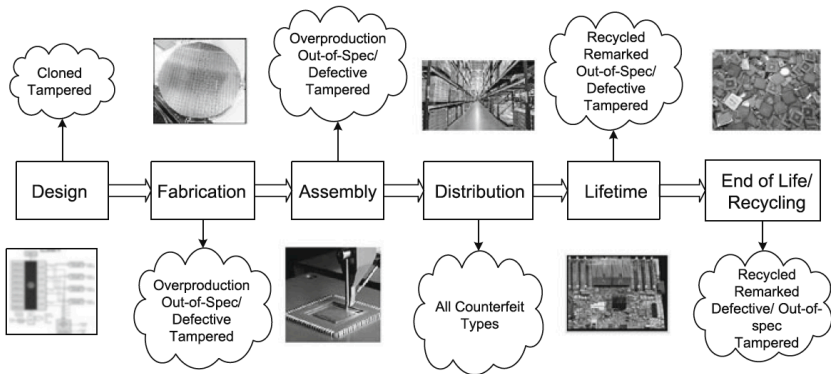 Cloned
Tampered
Overproduction
Out-of-Spec/
Defective
Tampered
Recycled
Remarked
Out-of-Spec/
Defective
Tampered
Design
Fabrication
Assembly
Distribution
Lifetime
End of Life/
Recycling
Overproduction
Out-of-Spec/
Defective
Tampered
All Counterfeit
Types
Recycled
Remarked
Defective/ Out-of-
spec
Tampered